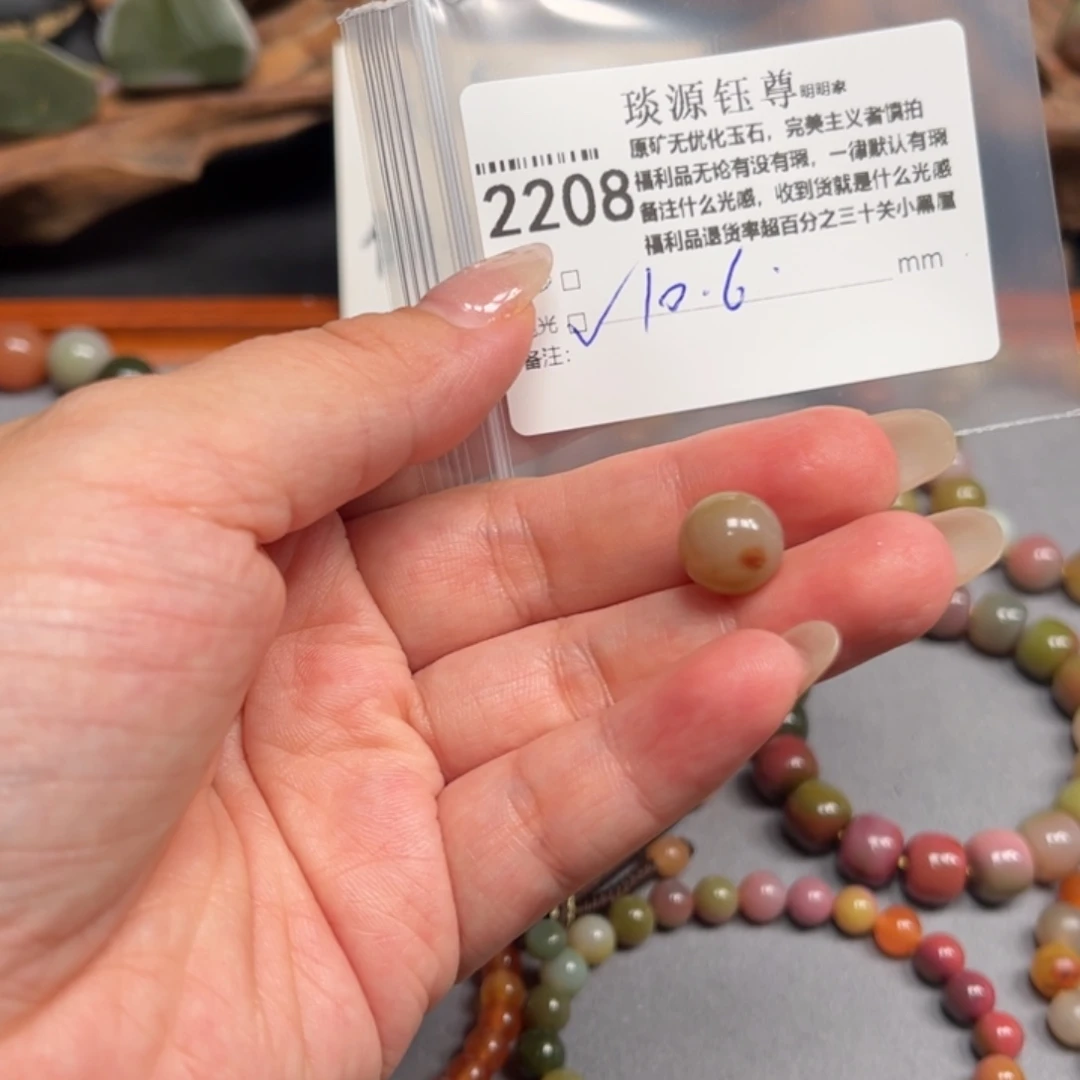 琰源钰尊明明家
原矿无优化玉石，完美主义者慎拍
2208
福利品无论有没有瑕，一律默认有瑕
备注什么光感，收到货就是什么光感
福利品退货率超百分之三十关小黑屋
□
光 □ ✓ 10.6. mm
备注: